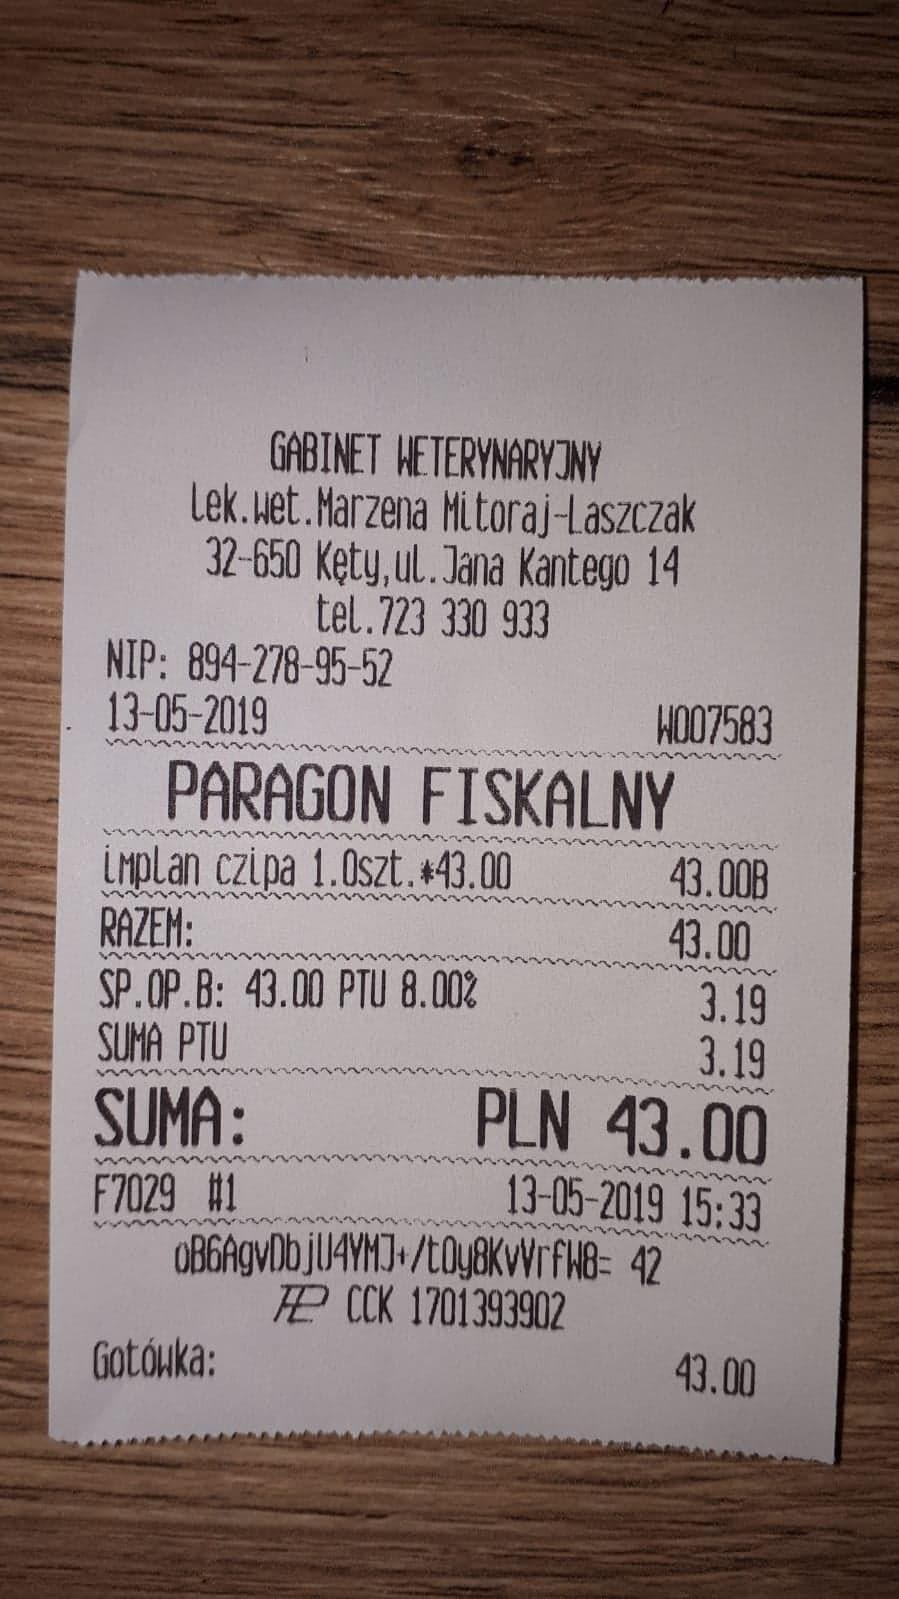 GABINET WETERYNARYJNY
Lek.wet.Marzena Mitoraj-Laszczak
32-650 Kęty,ul.Jana Kantego 14
tel.723 330 933
NIP: 894-278-95-52
13-05-2019 W007583
PARAGON FISKALNY
implan czipa 1.0szt.*43.00 43.00B
RAZEM: 43.00
SP.OP.B: 43.00 PTU 8.00% 3.19
SUMA PTU 3.19
SUMA: PLN 43.00
F7029 #1 13-05-2019 15:33
oB6AgvDbjU4YMJ+/tOy8KvVrfW8= 42
CCK 1701393902
Gotówka: 43.00